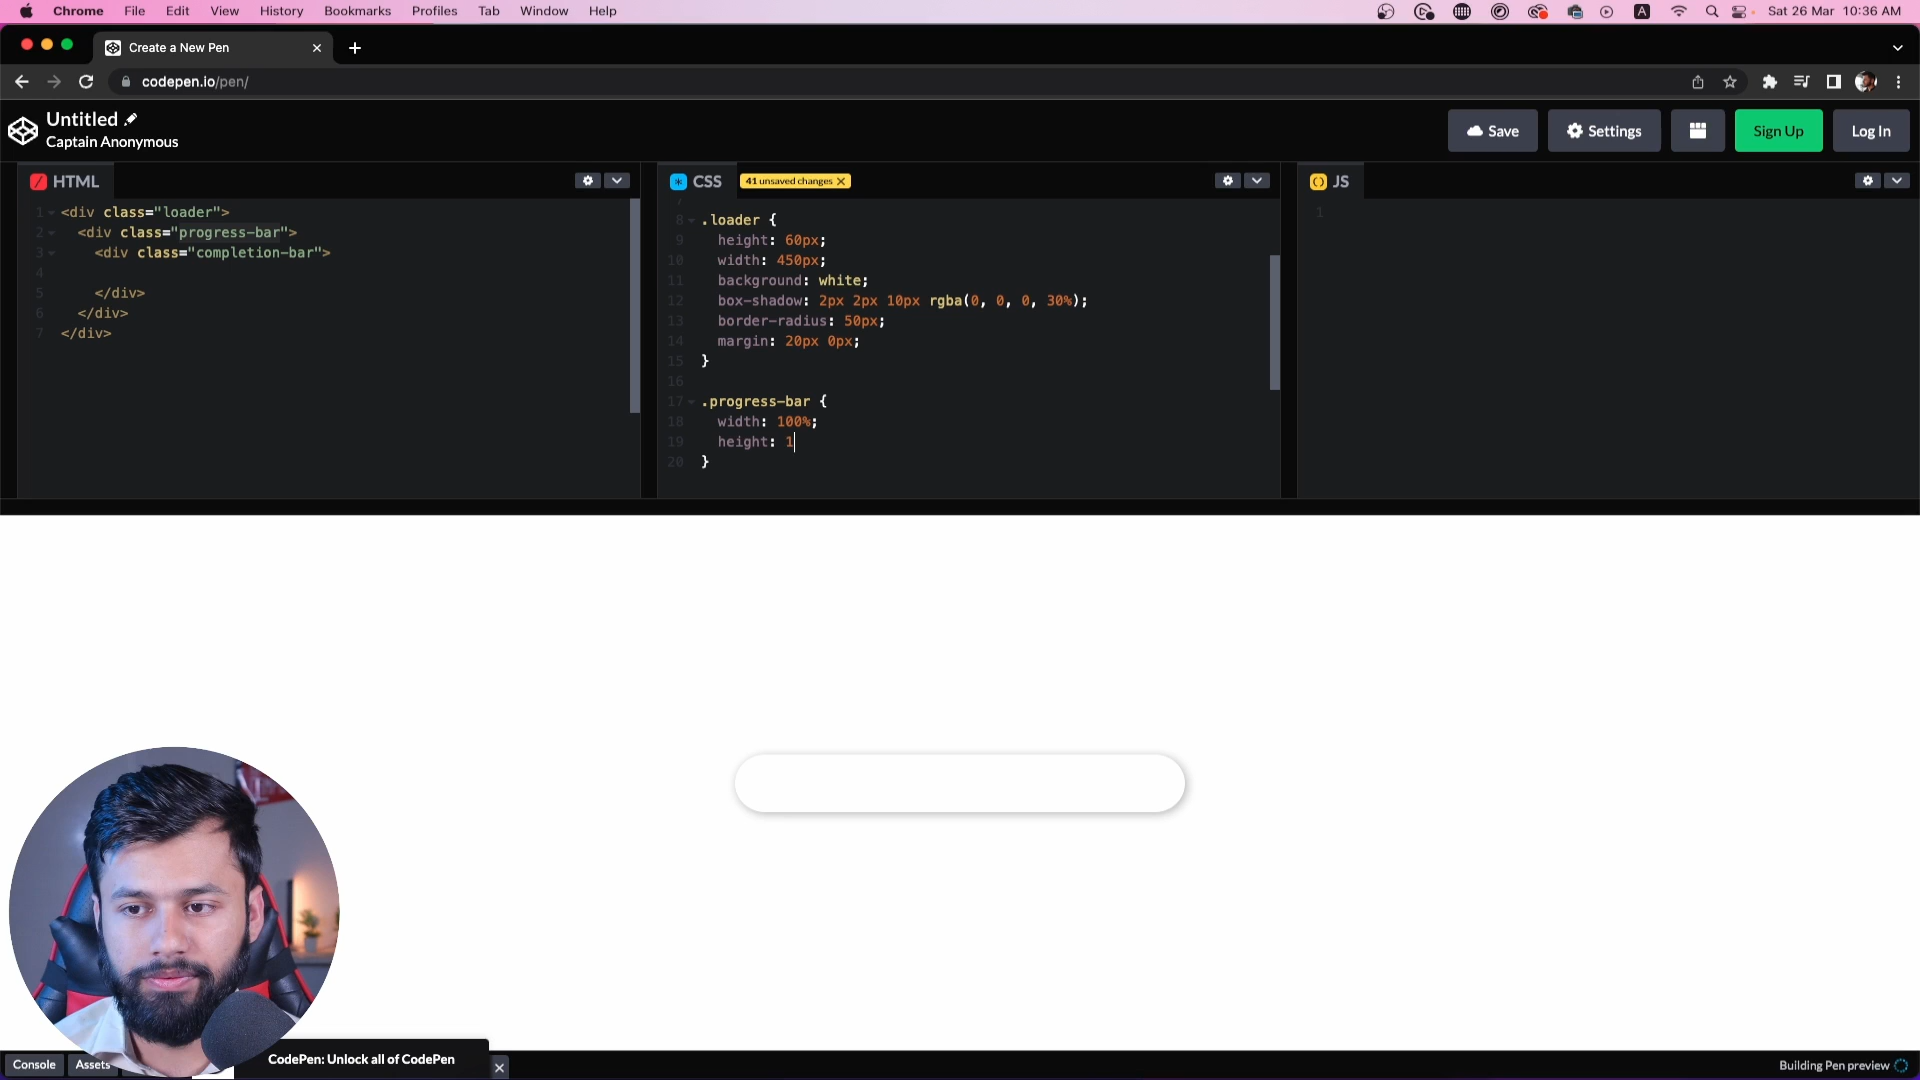 Chrome File Edit View History Bookmarks Profiles Tab Window Help A Sat 26 Mar 10:36 AM
Create a New Pen
codepen.io/pen/
Untitled
Captain Anonymous
Save Settings Sign Up Log In
HTML
1 <div class="loader">
2 <div class="progress-bar">
3 <div class="completion-bar">
4
5 </div>
6 </div>
7 </div>
CSS 41 unsaved changes
7
8 .loader {
9 height: 60px;
10 width: 450px;
11 background: white;
12 box-shadow: 2px 2px 10px rgba(0, 0, 0, 30%);
13 border-radius: 50px;
14 margin: 20px 0px;
15 }
16
17 .progress-bar {
18 width: 100%;
19 height: 1
20 }
JS
1
Console Assets
CodePen: Unlock all of CodePen
Building Pen preview